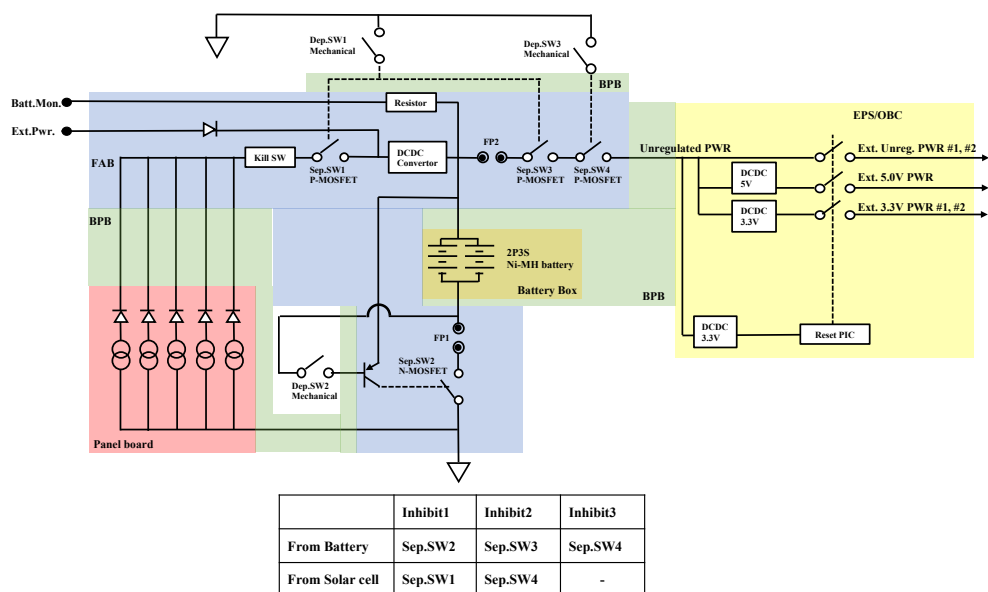 Dep.SW1
Mechanical
Dep.SW3
Mechanical
BPB
Batt.Mon.
Resistor
EPS/OBC
Ext.Pwr.
FP2
Unregulated PWR
Ext. Unreg. PWR #1, #2
FAB
Kill SW
DCDC
Convertor
Sep.SW1
P-MOSFET
Sep.SW3
P-MOSFET
Sep.SW4
P-MOSFET
DCDC
5V
Ext. 5.0V PWR
DCDC
3.3V
Ext. 3.3V PWR #1, #2
BPB
2P3S
Ni-MH battery
Battery Box
BPB
DCDC
3.3V
Reset PIC
FP1
Sep.SW2
N-MOSFET
Dep.SW2
Mechanical
Panel board
Inhibit1 Inhibit2 Inhibit3
From Battery Sep.SW2 Sep.SW3 Sep.SW4
From Solar cell Sep.SW1 Sep.SW4 -